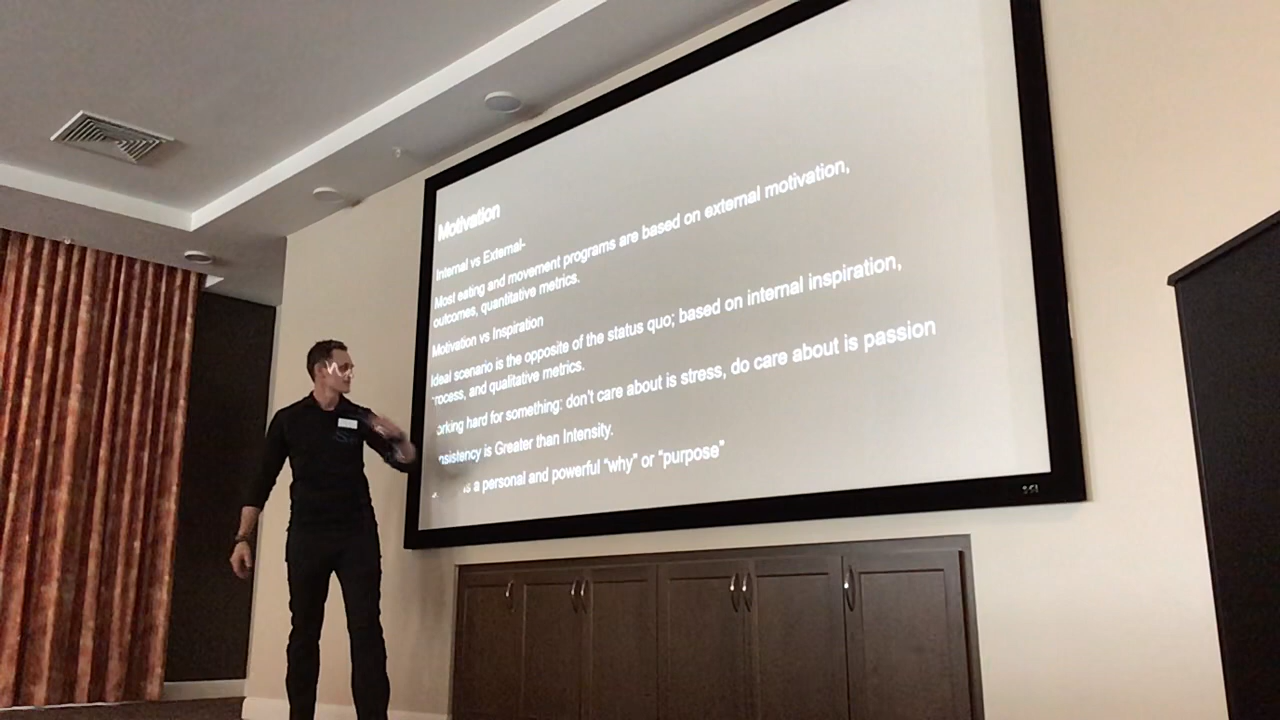 Motivation
Internal vs External-
Most eating and movement programs are based on external motivation,
outcomes, quantitative metrics.
Motivation vs Inspiration
Ideal scenario is the opposite of the status quo; based on internal inspiration,
rocess, and qualitative metrics.
orking hard for something: don't care about is stress, do care about is passion
nsistency is Greater than Intensity.
is a personal and powerful “why” or “purpose”